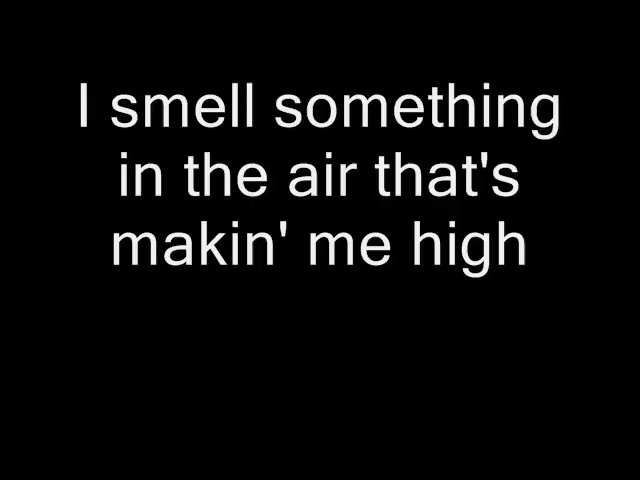 I smell something
in the air that's
makin' me high